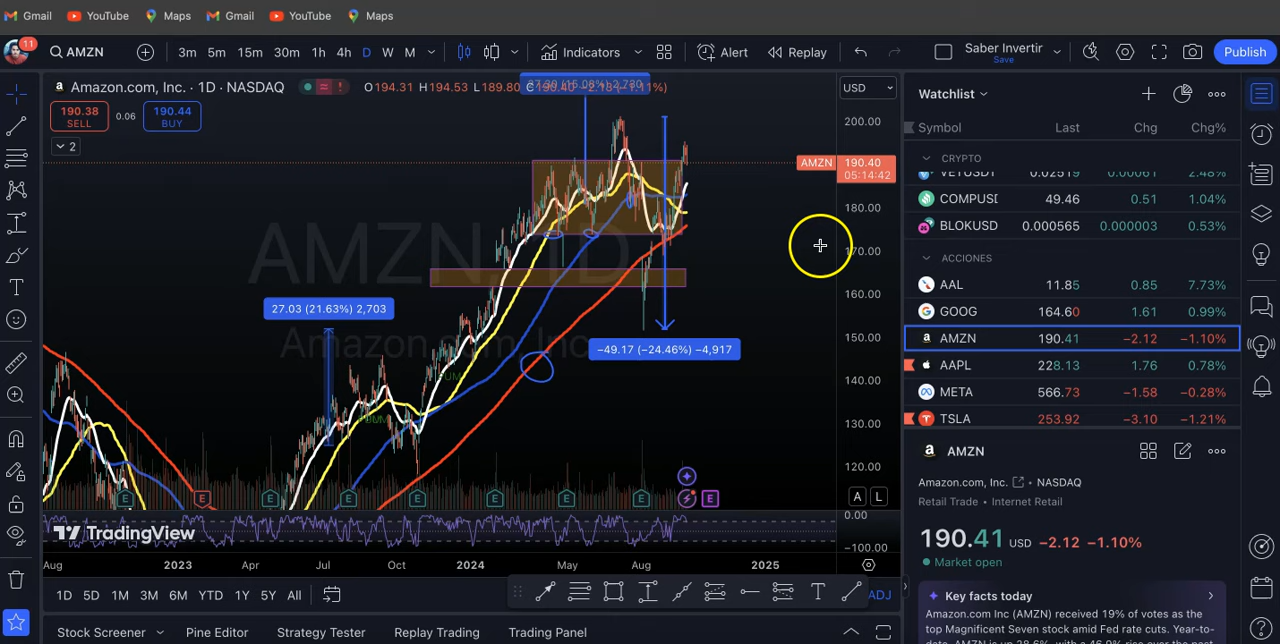 Gmail YouTube Maps Gmail YouTube Maps
11
AMZN 3m 5m 15m 30m 1h 4h D W M Indicators Alert Replay Saber Invertir Save Publish
Amazon.com, Inc. · 1D · NASDAQ O194.31 H194.53 L189.80
190.38 SELL 0.06 190.44 BUY
2
USD
200.00
AMZN 190.40
05:14:42
180.00
170.00
160.00
150.00
140.00
130.00
120.00
AMZN, 1D
Amazon.com, Inc
27.03 (21.63%) 2,703
−49.17 (−24.46%) −4,917
E E E E E E E E E
A L
0.00
−100.00
TradingView
Aug 2023 Apr Jul Oct 2024 May Aug 2025
1D 5D 1M 3M 6M YTD 1Y 5Y All ADJ
Stock Screener Pine Editor Strategy Tester Replay Trading Trading Panel
Watchlist
Symbol Last Chg Chg%
CRYPTO
VETUSDT 0.02519 0.00061 2.48%
COMPUSI 49.46 0.51 1.04%
BLOKUSD 0.000565 0.000003 0.53%
ACCIONES
AAL 11.85 0.85 7.73%
GOOG 164.60 1.61 0.99%
AMZN 190.41 −2.12 −1.10%
AAPL 228.13 1.76 0.78%
META 566.73 −1.58 −0.28%
TSLA 253.92 −3.10 −1.21%
AMZN
Amazon.com, Inc. • NASDAQ
Retail Trade • Internet Retail
190.41 USD −2.12 −1.10%
Market open
Key facts today
Amazon.com Inc (AMZN) received 19% of votes as the
top Magnificent Seven stock amid Fed rate cuts. Year-to-